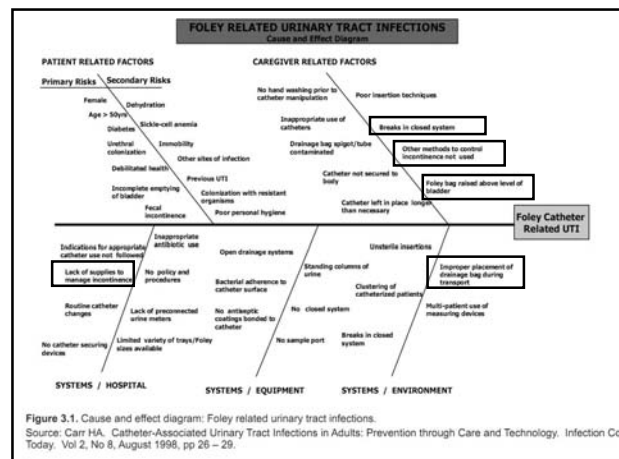 FOLEY RELATED URINARY TRACT INFECTIONS
Cause and Effect Diagram
PATIENT RELATED FACTORS
Primary Risks
Secondary Risks
Female
Dehydration
Age > 50yrs
Sickle-cell anemia
Diabetes
Urethral
colonization
Immobility
Other sites of infection
Debilitated health
Previous UTI
Incomplete emptying
of bladder
Colonization with resistant
organisms
Fecal
incontinence
Poor personal hygiene
CAREGIVER RELATED FACTORS
No hand washing prior to
catheter manipulation
Poor insertion techniques
Inappropriate use of
catheters
Breaks in closed system
Drainage bag spigot/tube
contaminated
Other methods to control
incontinence not used
Catheter not secured to
body
Foley bag raised above level of
bladder
Catheter left in place longer
than necessary
Foley Catheter
Related UTI
Indications for appropriate
catheter use not followed
Inappropriate
antibiotic use
Lack of supplies to
manage incontinence
No policy and
procedures
Routine catheter
changes
Lack of preconnected
urine meters
No catheter securing
devices
Limited variety of trays/Foley
sizes available
SYSTEMS / HOSPITAL
Open drainage systems
Standing columns of
urine
Bacterial adherence to
catheter surface
No antiseptic
coatings bonded to
catheter
No closed system
No sample port
SYSTEMS / EQUIPMENT
Unsterile insertions
Improper placement of
drainage bag during
transport
Clustering of
catheterized patients
Multi-patient use of
measuring devices
Breaks in closed
system
SYSTEMS / ENVIRONMENT
Figure 3.1. Cause and effect diagram: Foley related urinary tract infections.
Source: Carr HA. Catheter-Associated Urinary Tract Infections in Adults: Prevention through Care and Technology. Infection Co
Today. Vol 2, No 8, August 1998, pp 26 – 29.